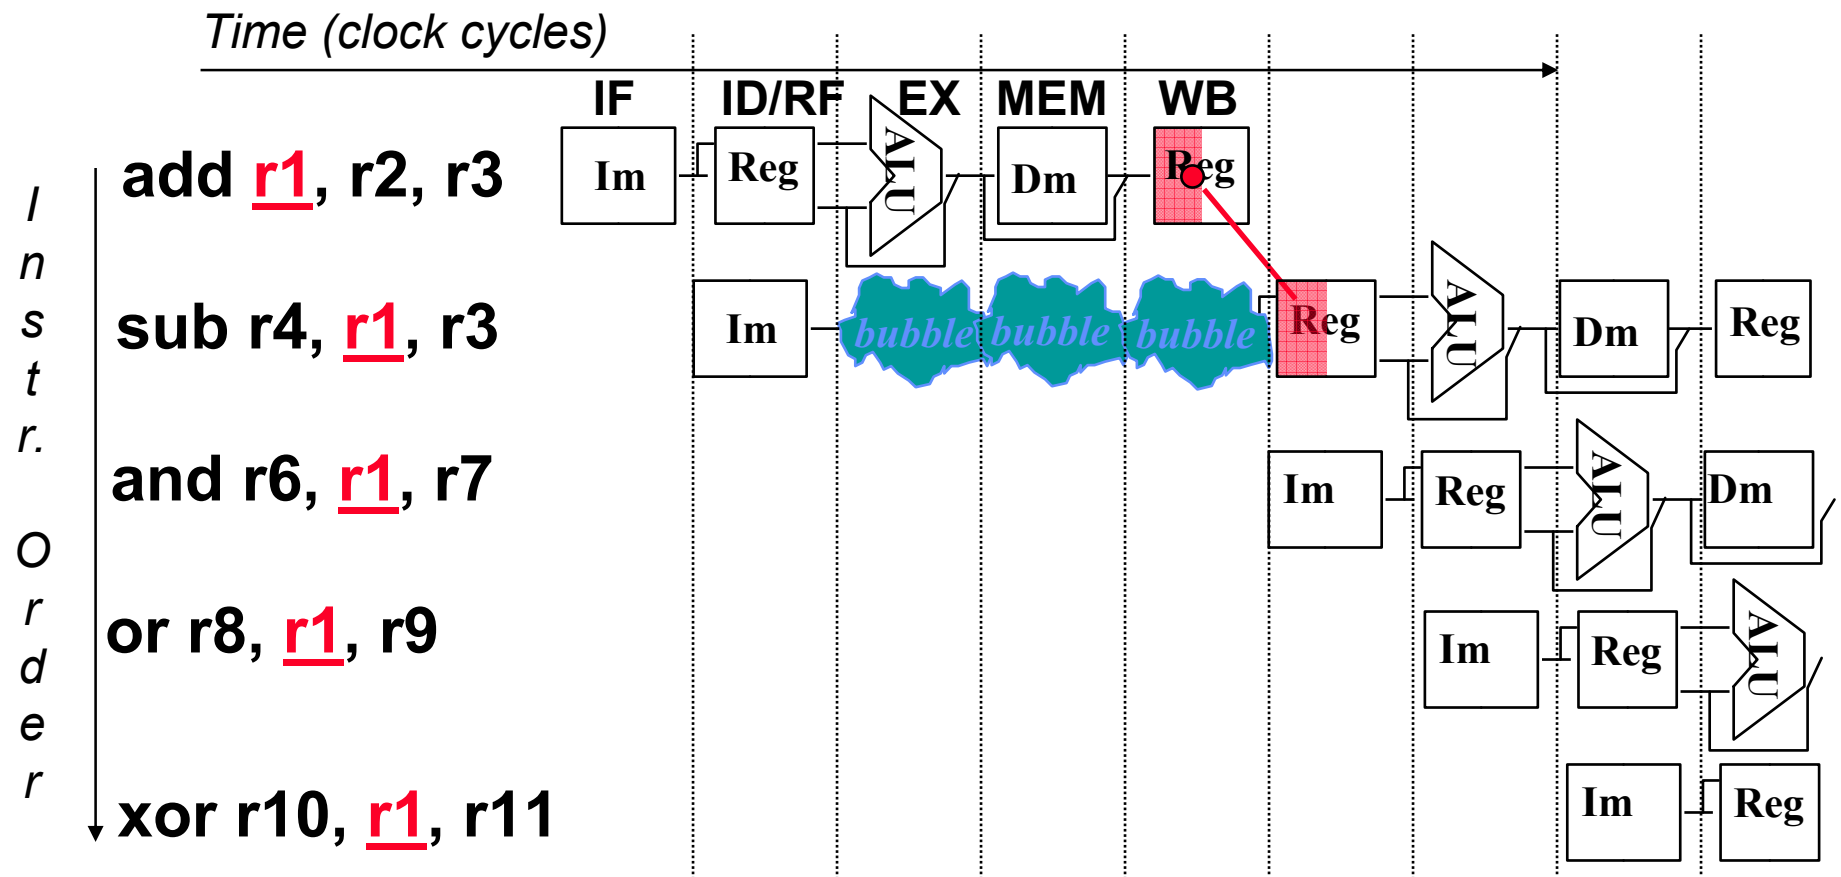 Time (clock cycles)
IF ID/RF EX MEM WB
Instr. Order
add r1, r2, r3
Im Reg ALU Dm Reg
sub r4, r1, r3
Im bubble bubble bubble Reg ALU Dm Reg
and r6, r1, r7
Im Reg ALU Dm
or r8, r1, r9
Im Reg ALU
xor r10, r1, r11
Im Reg